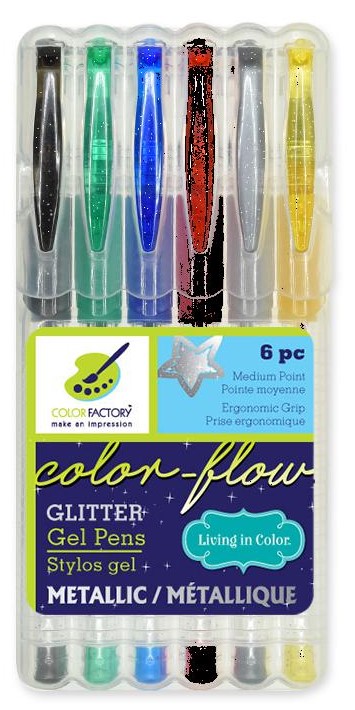 6 pc
Medium Point
Pointe moyenne
Ergonomic Grip
Prise ergonomique
COLOR FACTORY
make an impression
color-flow
GLITTER
Gel Pens
Stylos gel
Living in Color.
METALLIC / MÉTALLIQUE